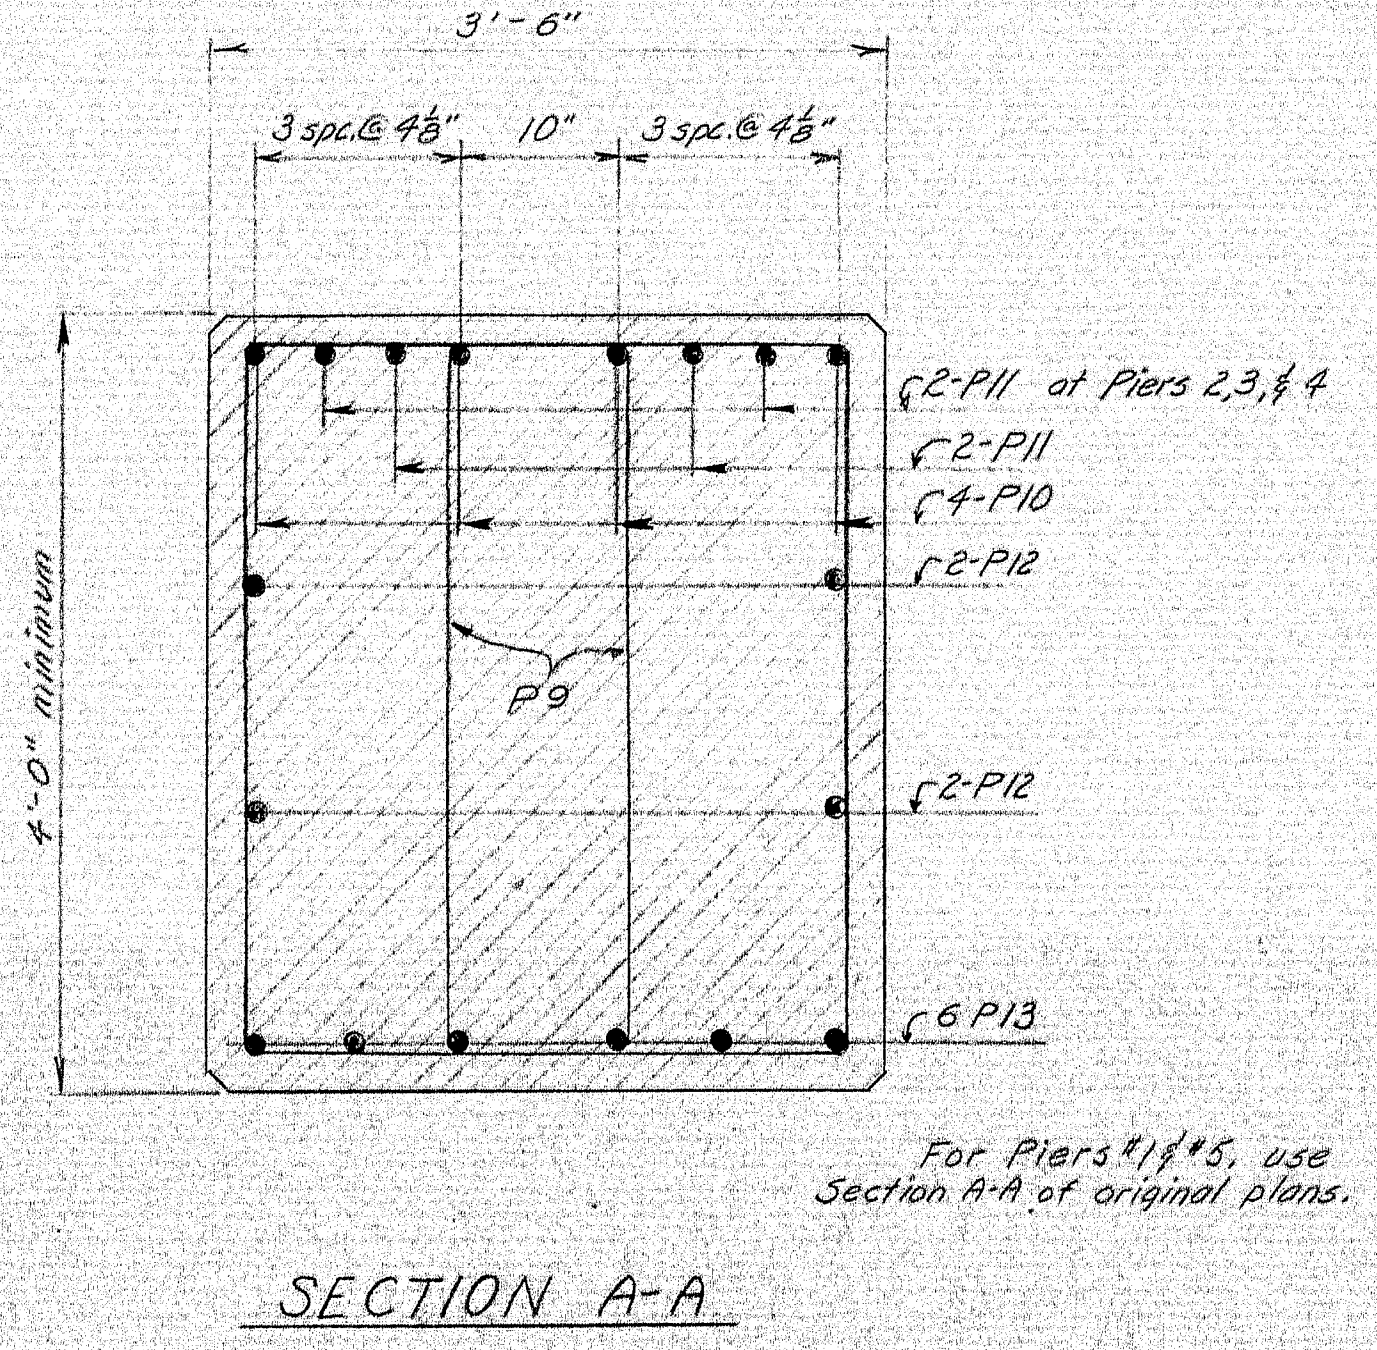 3'-6"
3 spc.@ 4⅛" 10" 3 spc.@ 4⅛"
2-P11 at Piers 2,3,& 4
2-P11
4-P10
2-P12
P9
4'-0" minimum
2-P12
6 P13
For Piers #1 & #5, use
Section A-A of original plans.
SECTION A-A